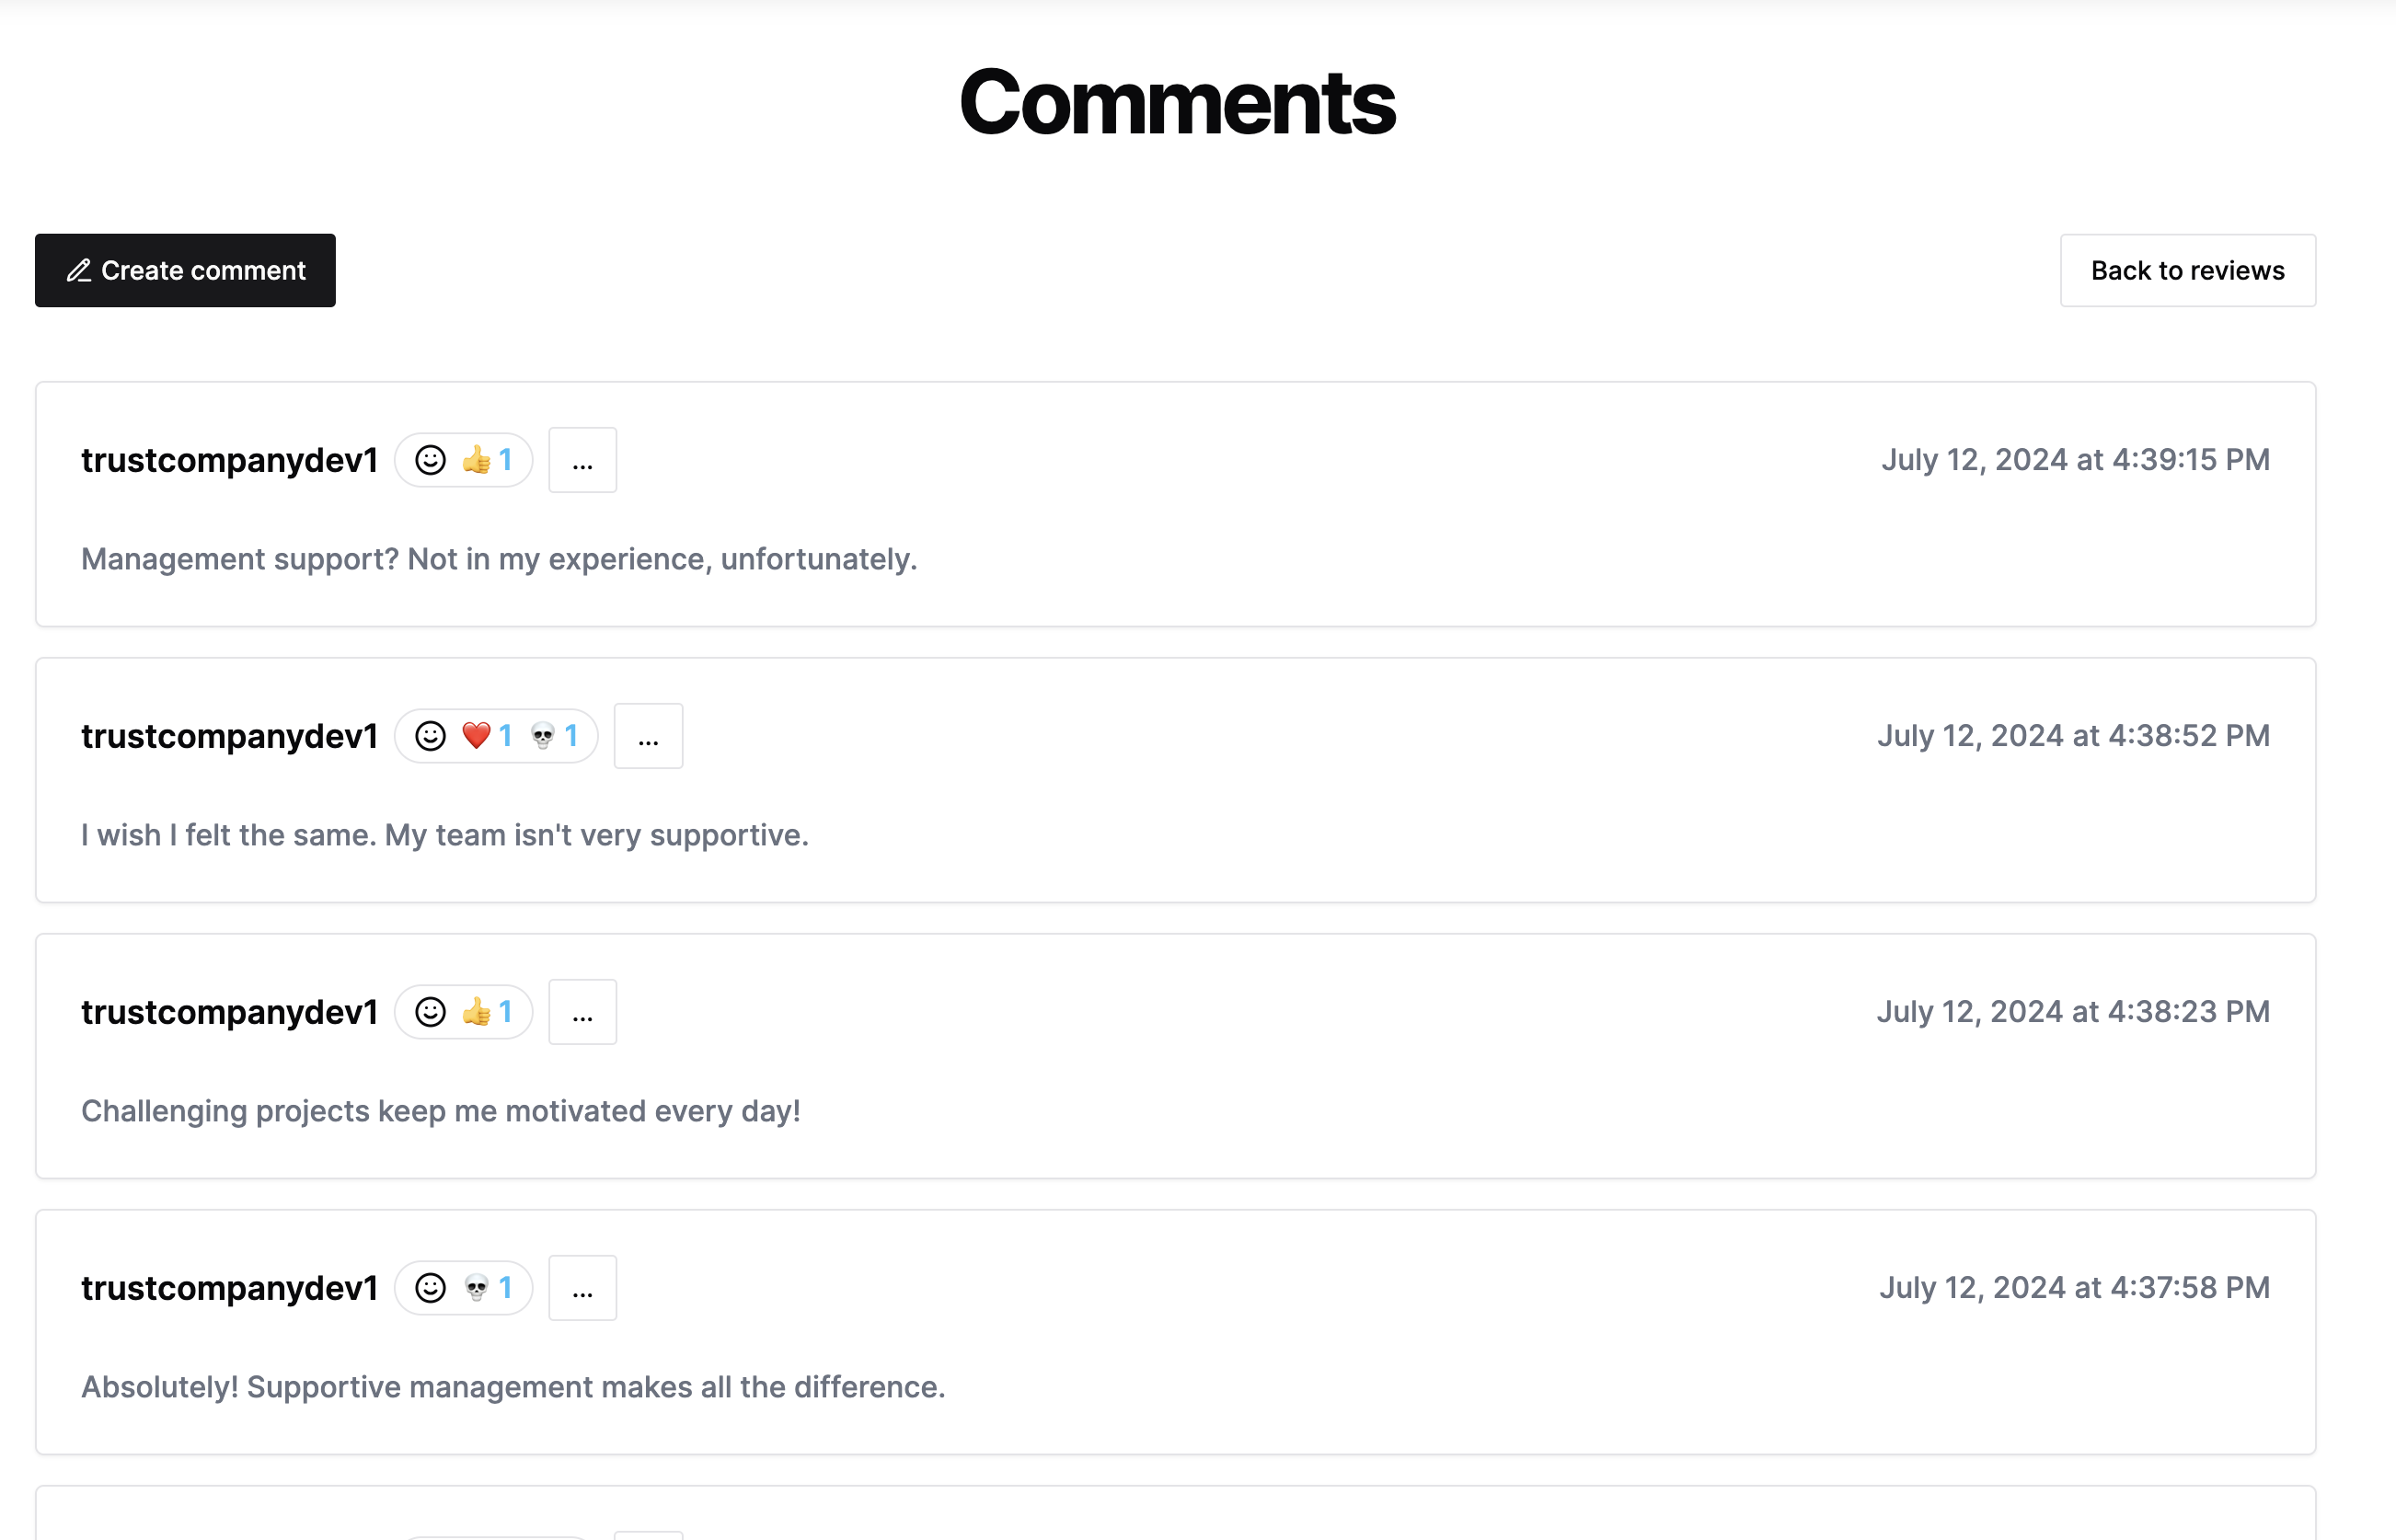 Comments
Create comment
Back to reviews
trustcompanydev1 👍 1 ... July 12, 2024 at 4:39:15 PM
Management support? Not in my experience, unfortunately.
trustcompanydev1 ❤️ 1 💀 1 ... July 12, 2024 at 4:38:52 PM
I wish I felt the same. My team isn't very supportive.
trustcompanydev1 👍 1 ... July 12, 2024 at 4:38:23 PM
Challenging projects keep me motivated every day!
trustcompanydev1 💀 1 ... July 12, 2024 at 4:37:58 PM
Absolutely! Supportive management makes all the difference.